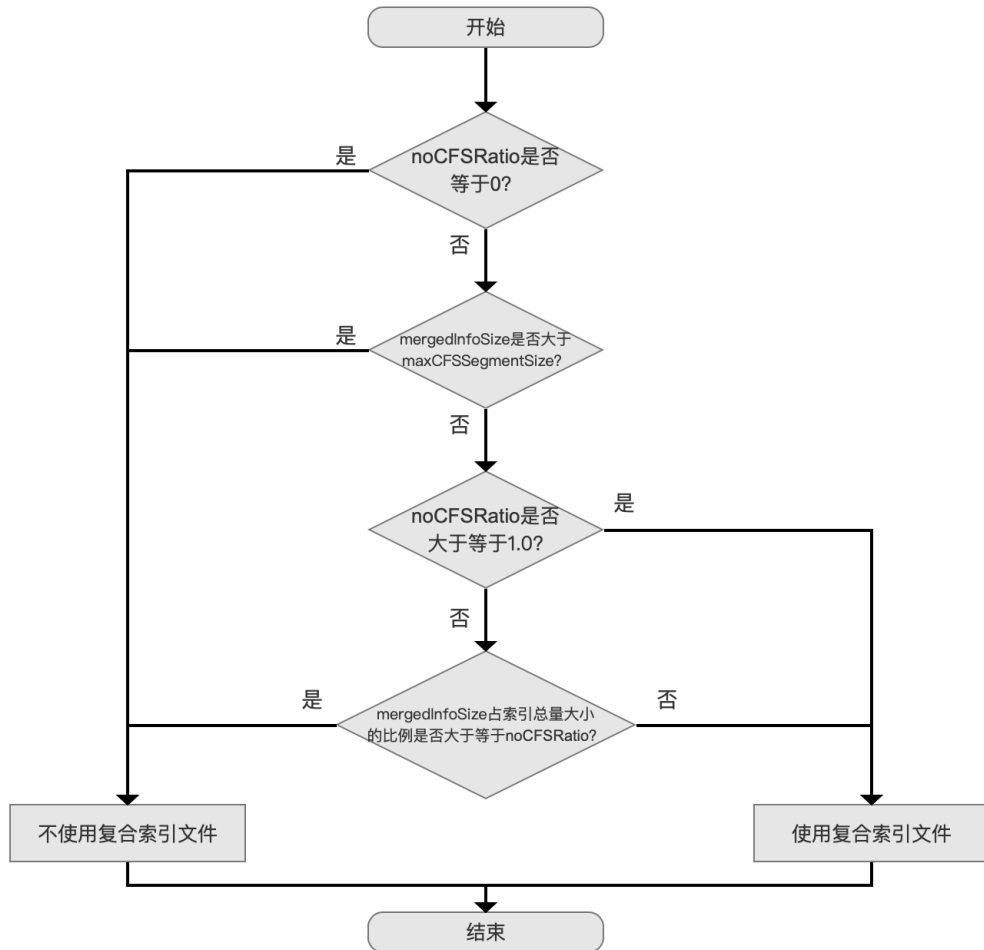 开始
是
noCFSRatio是否
等于0?
否
是
mergedInfoSize是否大于
maxCFSSegmentSize?
否
noCFSRatio是否
大于等于1.0?
是
否
是
mergedInfoSize占索引总量大小
的比例是否大于等于noCFSRatio?
否
不使用复合索引文件
使用复合索引文件
结束